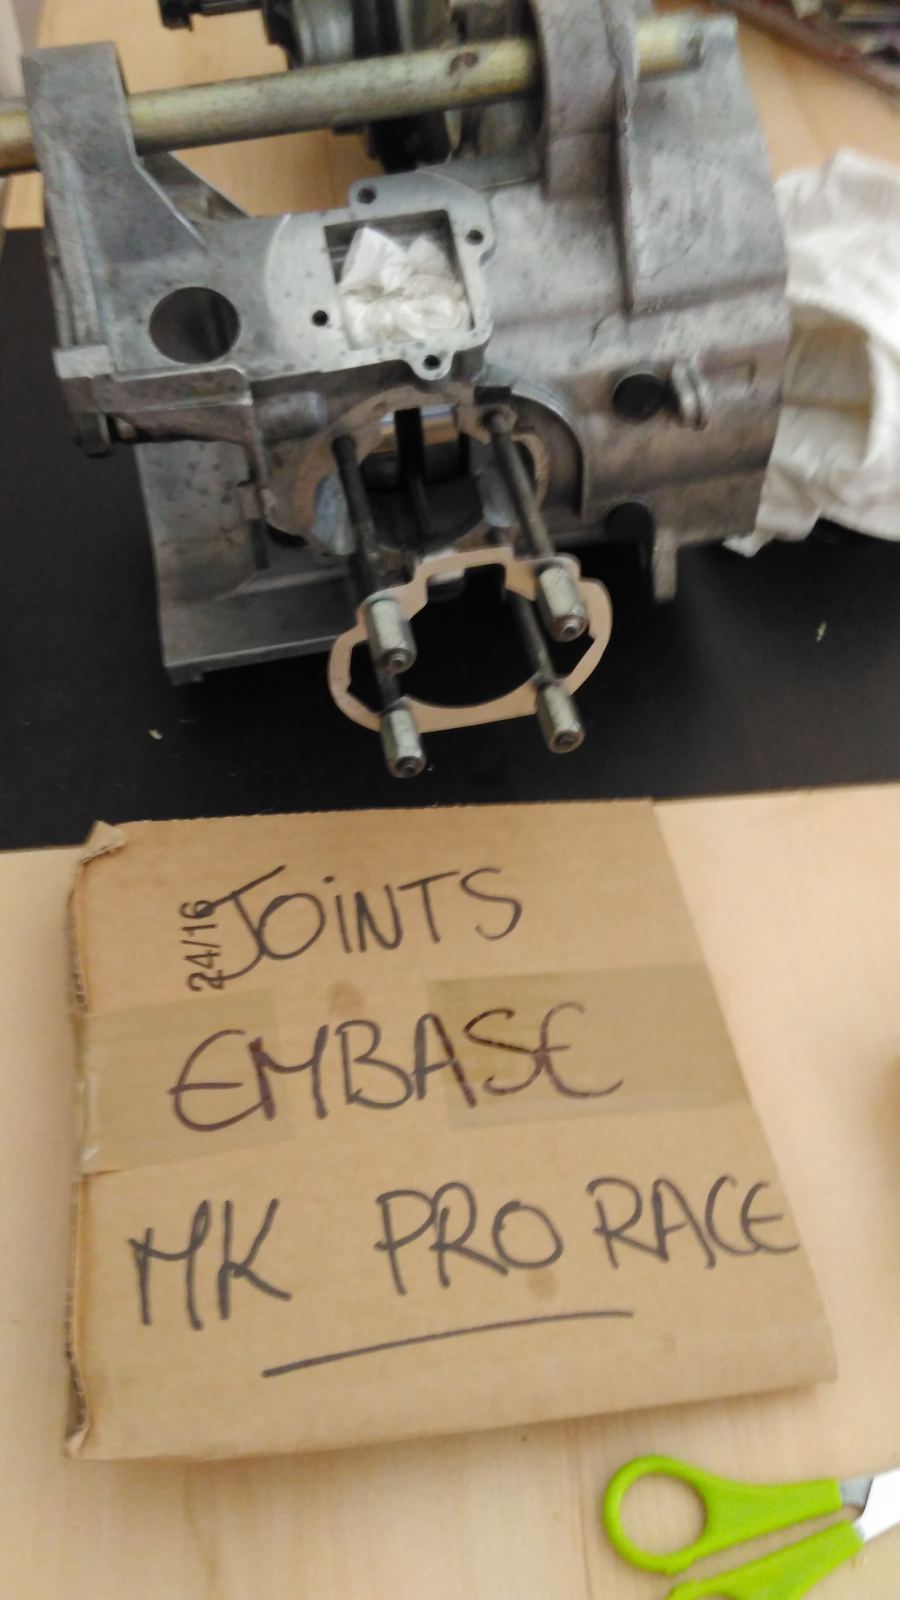 24/16
JOiNTS
EMBASE
MK PRO RACE